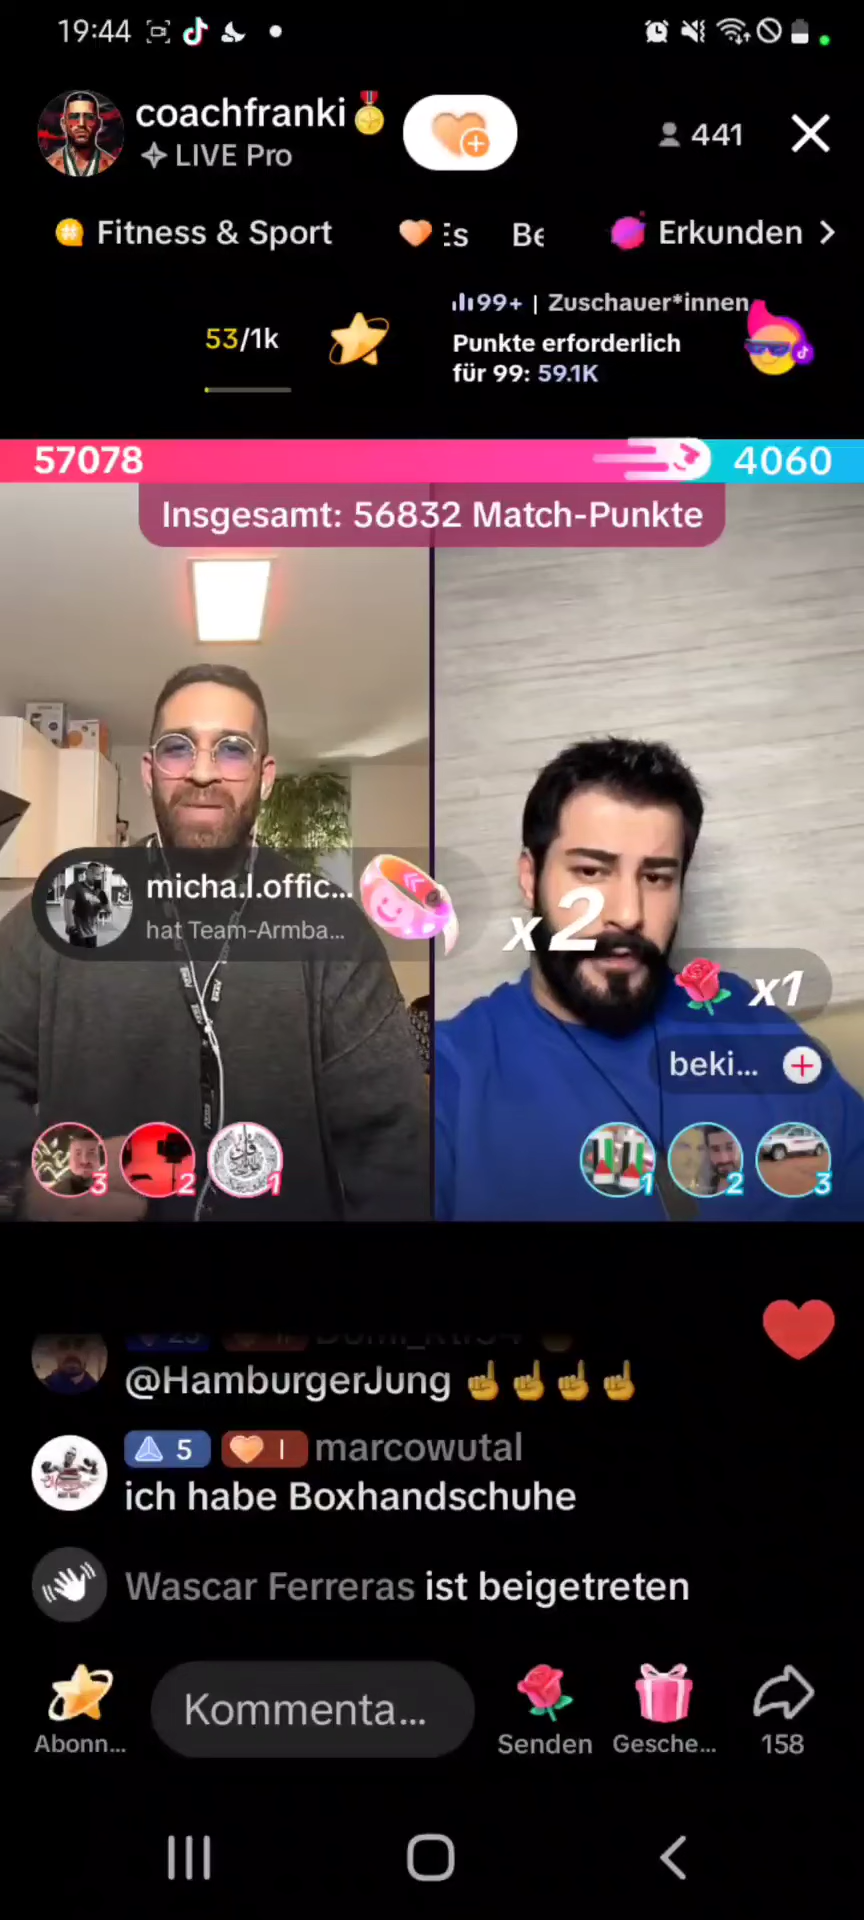 19:44
coachfranki
LIVE Pro
441
Fitness & Sport
Es
Be
Erkunden
53/1k
99+ | Zuschauer*innen
Punkte erforderlich
für 99: 59.1K
57078
4060
Insgesamt: 56832 Match-Punkte
micha.l.offic...
hat Team-Armba...
x2
x1
beki...
3
2
1
1
2
3
@HamburgerJung ☝☝☝☝
5 I marcowutal
ich habe Boxhandschuhe
Wascar Ferreras ist beigetreten
Kommenta...
Abonn...
Senden
Gesche...
158